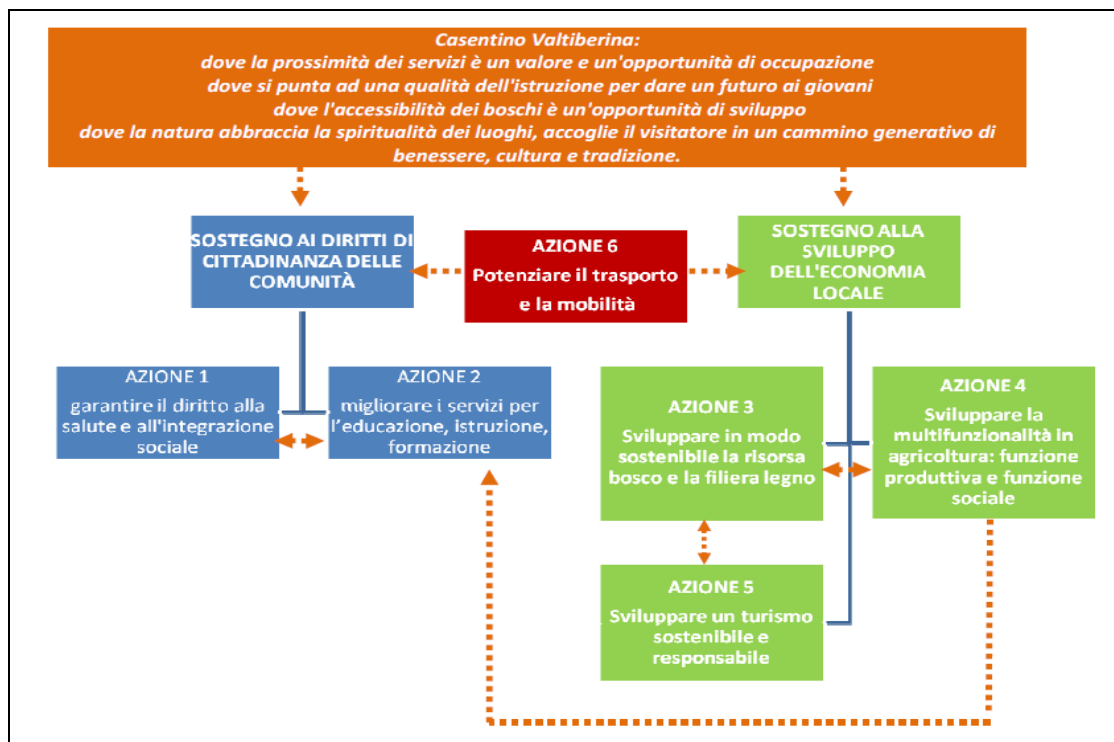 Casentino Valtiberina:
dove la prossimità dei servizi è un valore e un'opportunità di occupazione
dove si punta ad una qualità dell'istruzione per dare un futuro ai giovani
dove l'accessibilità dei boschi è un'opportunità di sviluppo
dove la natura abbraccia la spiritualità dei luoghi, accoglie il visitatore in un cammino generativo di
benessere, cultura e tradizione.
SOSTEGNO AI DIRITTI DI
CITTADINANZA DELLE
COMUNITÀ
AZIONE 6
Potenziare il trasporto
e la mobilità
SOSTEGNO ALLA
SVILUPPO
DELL'ECONOMIA
LOCALE
AZIONE 1
garantire il diritto alla
salute e all'integrazione
sociale
AZIONE 2
migliorare i servizi per
l’educazione, istruzione,
formazione
AZIONE 3
Sviluppare in modo
sostenibile la risorsa
bosco e la filiera legno
AZIONE 4
Sviluppare la
multifunzionalità in
agricoltura: funzione
produttiva e funzione
sociale
AZIONE 5
Sviluppare un turismo
sostenibile e
responsabile